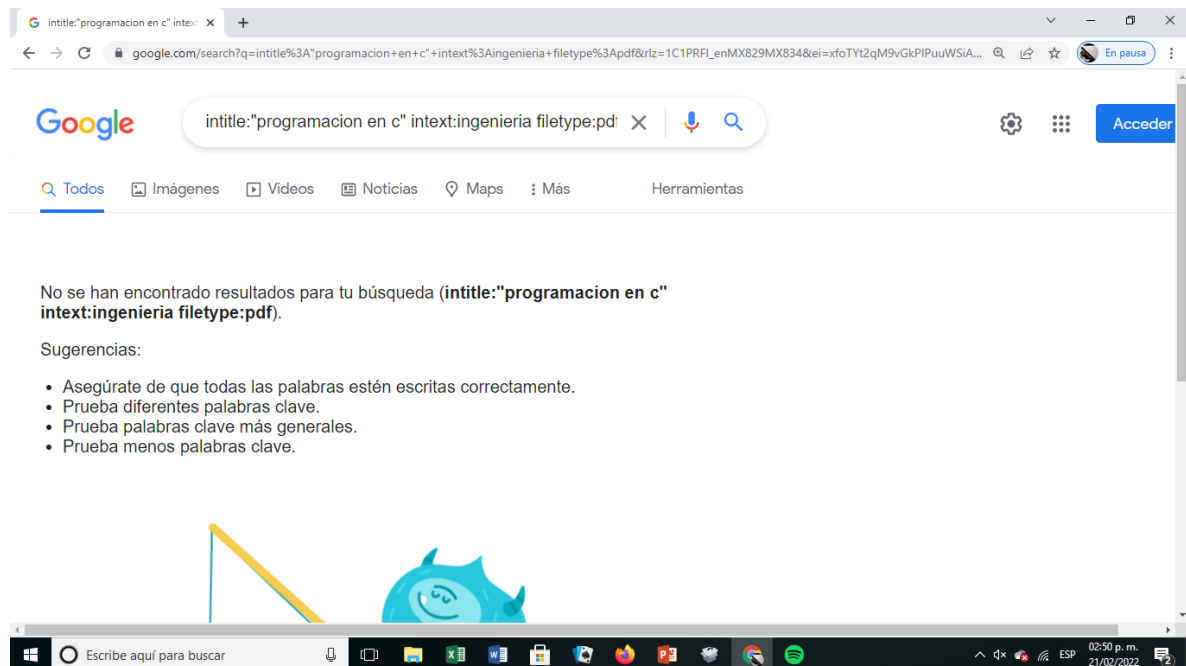 intitle:"programacion en c" intext
google.com/search?q=intitle%3A"programacion+en+c"+intext%3Aingenieria+filetype%3Apdf&rlz=1C1PRFI_enMX829MX834&ei=xfoTYt2qM9vGkPIPuuWSiA...
En pausa
Google
intitle:"programacion en c" intext:ingenieria filetype:pdf
Acceder
Todos Imágenes Videos Noticias Maps Más Herramientas
No se han encontrado resultados para tu búsqueda (intitle:"programacion en c"
intext:ingenieria filetype:pdf).
Sugerencias:
• Asegúrate de que todas las palabras estén escritas correctamente.
• Prueba diferentes palabras clave.
• Prueba palabras clave más generales.
• Prueba menos palabras clave.
Escribe aquí para buscar
ESP
02:50 p. m.
21/02/2022
2